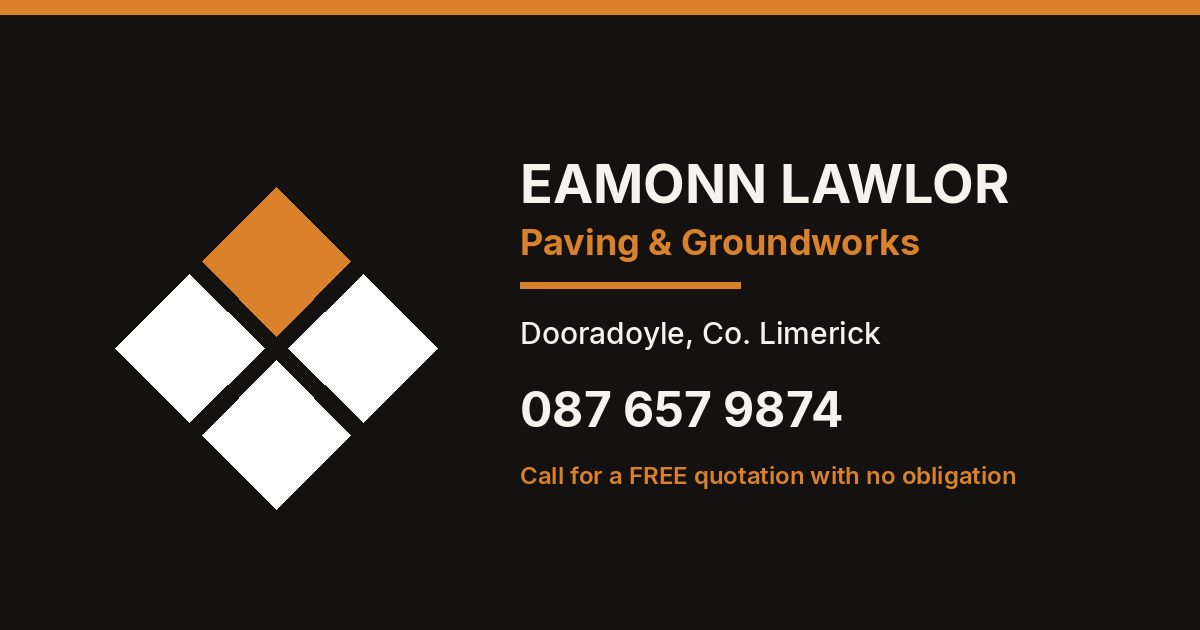 EAMONN LAWLOR
Paving & Groundworks
Dooradoyle, Co. Limerick
087 657 9874
Call for a FREE quotation with no obligation